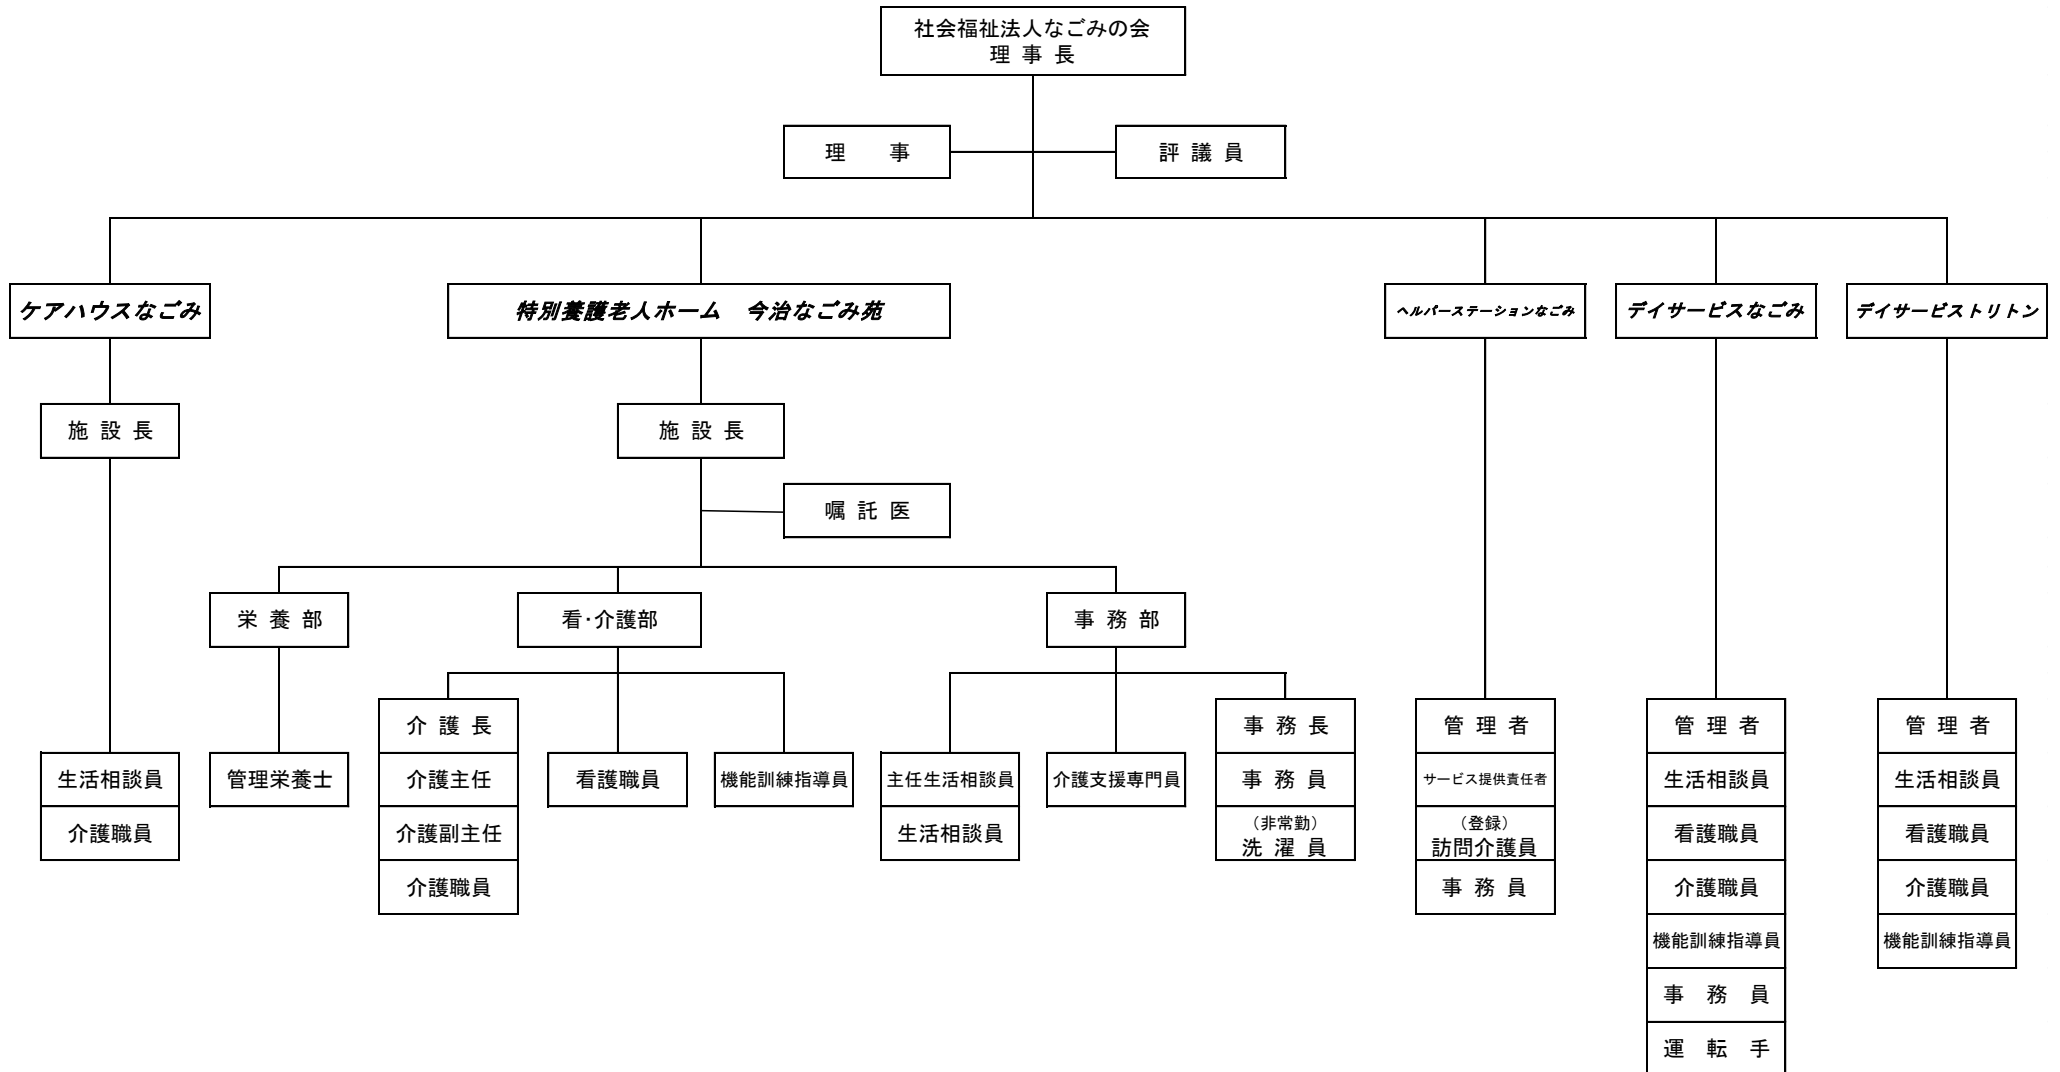 社会福祉法人なごみの会
理 事 長
理　　事
評 議 員
ケアハウスなごみ
特別養護老人ホーム　今治なごみ苑
ヘルパーステーションなごみ
デイサービスなごみ
デイサービストリトン
施 設 長
施 設 長
嘱 託 医
栄 養 部
看・介護部
事 務 部
生活相談員
介護職員
管理栄養士
介 護 長
介護主任
介護副主任
介護職員
看護職員
機能訓練指導員
主任生活相談員
生活相談員
介護支援専門員
事 務 長
事 務 員
（非常勤）
洗 濯 員
管 理 者
サービス提供責任者
（登録）
訪問介護員
事 務 員
管 理 者
生活相談員
看護職員
介護職員
機能訓練指導員
事　務　員
運　転　手
管 理 者
生活相談員
看護職員
介護職員
機能訓練指導員